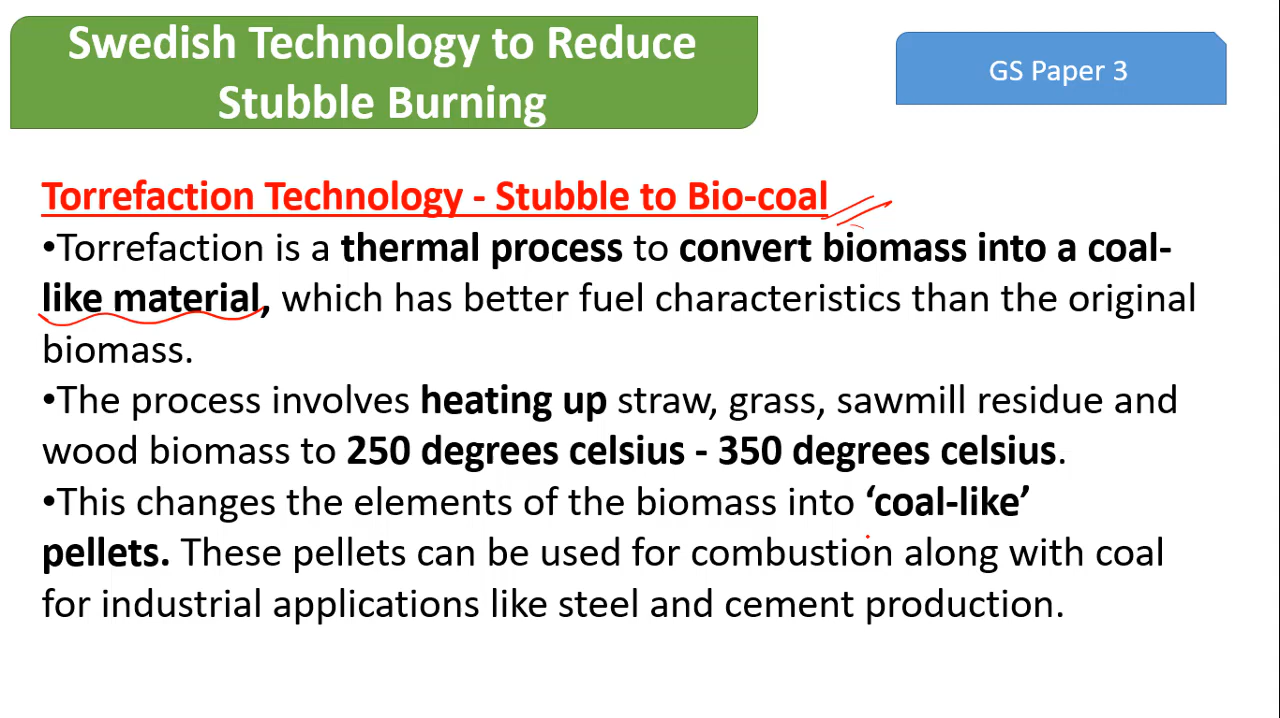 Swedish Technology to Reduce
Stubble Burning
GS Paper 3
Torrefaction Technology - Stubble to Bio-coal
•Torrefaction is a thermal process to convert biomass into a coal-
like material, which has better fuel characteristics than the original
biomass.
•The process involves heating up straw, grass, sawmill residue and
wood biomass to 250 degrees celsius - 350 degrees celsius.
•This changes the elements of the biomass into ‘coal-like’
pellets. These pellets can be used for combustion along with coal
for industrial applications like steel and cement production.